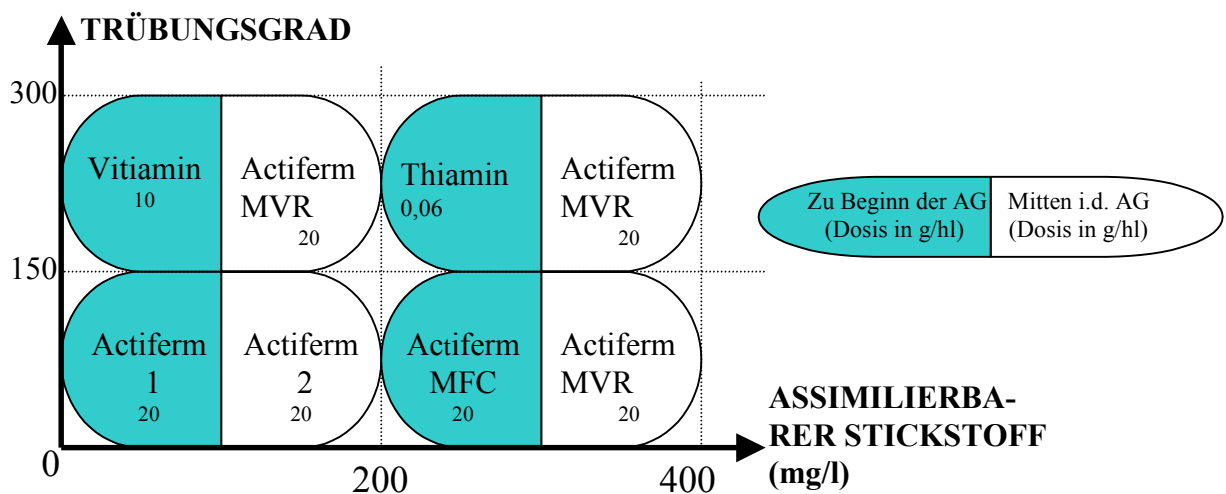 TRÜBUNGSGRAD
300
Vitiamin
10
Actiferm
MVR
20
Thiamin
0,06
Actiferm
MVR
20
Zu Beginn der AG
(Dosis in g/hl)
Mitten i.d. AG
(Dosis in g/hl)
150
Actiferm
1
20
Actiferm
2
20
Actiferm
MFC
20
Actiferm
MVR
20
ASSIMILIERBA-
RER STICKSTOFF
(mg/l)
0
200
400